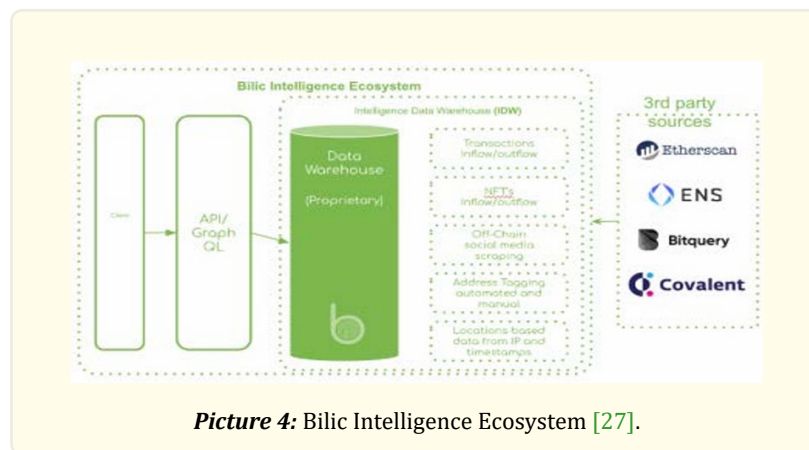 Bilic Intelligence Ecosystem
Intelligence Data Warehouse (IDW)
Client
API/
Graph
QL
Data
Warehouse
(Proprietary)
b
Transactions
inflow/outflow
NFT's
inflow/outflow
Off-Chain
social media
scraping
Address Tagging
automated and
manual
Locations based
data from IP and
timestamps
3rd party
sources
Etherscan
ENS
Bitquery
Covalent
Picture 4: Bilic Intelligence Ecosystem [27].